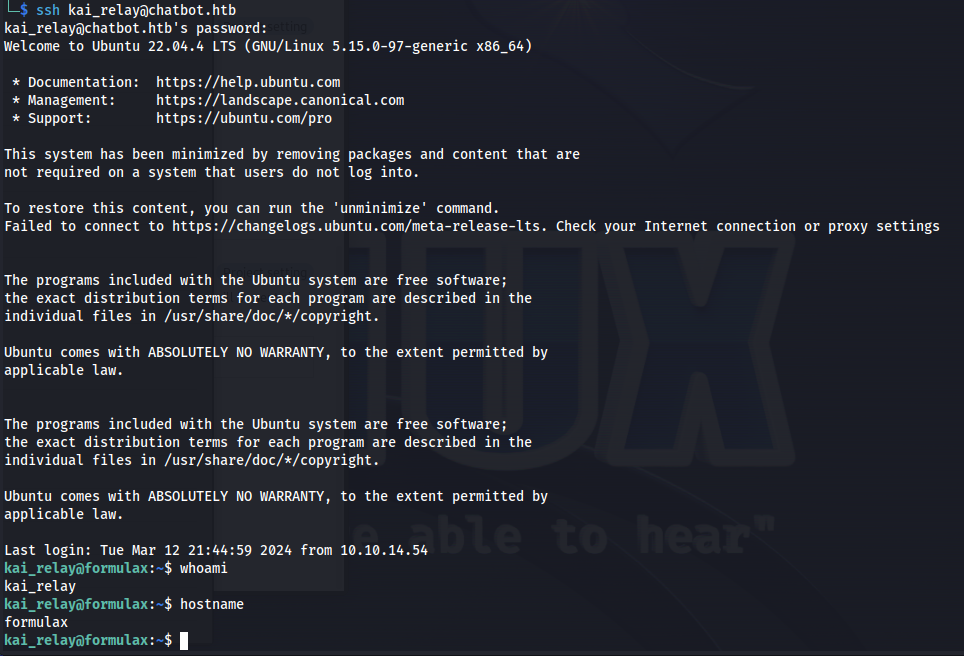 └─$ ssh kai_relay@chatbot.htb
kai_relay@chatbot.htb's password:
Welcome to Ubuntu 22.04.4 LTS (GNU/Linux 5.15.0-97-generic x86_64)
* Documentation: https://help.ubuntu.com
* Management: https://landscape.canonical.com
* Support: https://ubuntu.com/pro
This system has been minimized by removing packages and content that are
not required on a system that users do not log into.
To restore this content, you can run the 'unminimize' command.
Failed to connect to https://changelogs.ubuntu.com/meta-release-lts. Check your Internet connection or proxy settings
The programs included with the Ubuntu system are free software;
the exact distribution terms for each program are described in the
individual files in /usr/share/doc/*/copyright.
Ubuntu comes with ABSOLUTELY NO WARRANTY, to the extent permitted by
applicable law.
The programs included with the Ubuntu system are free software;
the exact distribution terms for each program are described in the
individual files in /usr/share/doc/*/copyright.
Ubuntu comes with ABSOLUTELY NO WARRANTY, to the extent permitted by
applicable law.
able to hear"
Last login: Tue Mar 12 21:44:59 2024 from 10.10.14.54
kai_relay@formulax:~$ whoami
kai_relay
kai_relay@formulax:~$ hostname
formulax
kai_relay@formulax:~$